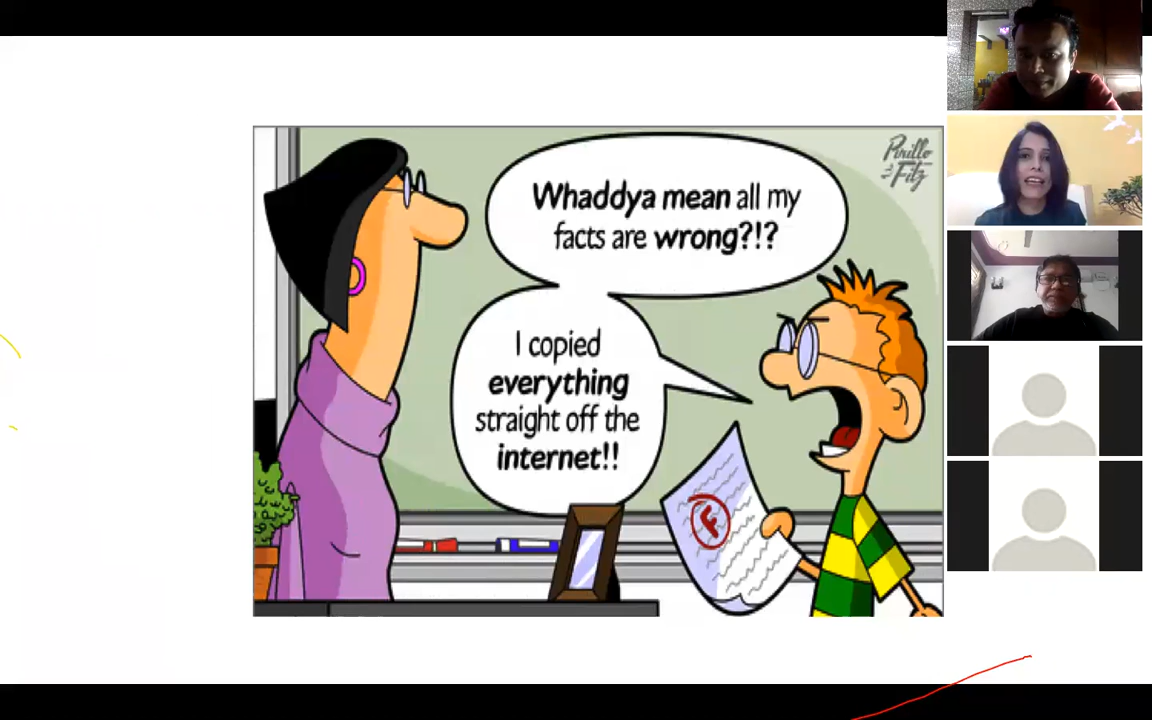 Whaddya mean all my
facts are wrong?!?
I copied
everything
straight off the
internet!!
F
Pirillo
& Fitz